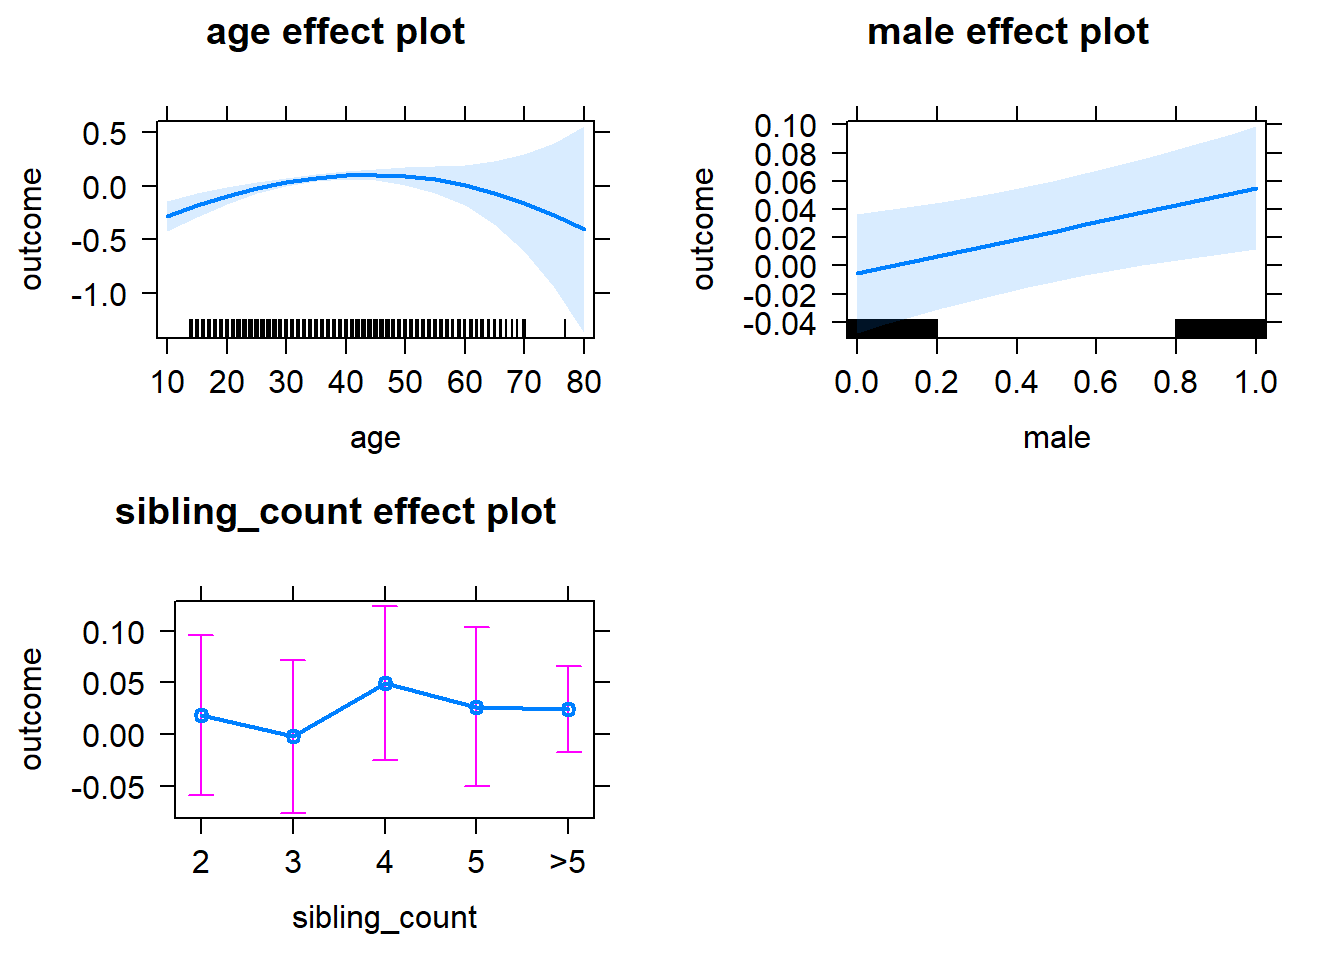 age effect plot
outcome
0.5
0.0
-0.5
-1.0
10 20 30 40 50 60 70 80
age
male effect plot
outcome
0.10
0.08
0.06
0.04
0.02
0.00
-0.02
-0.04
0.0 0.2 0.4 0.6 0.8 1.0
male
sibling_count effect plot
outcome
0.10
0.05
0.00
-0.05
2 3 4 5 >5
sibling_count